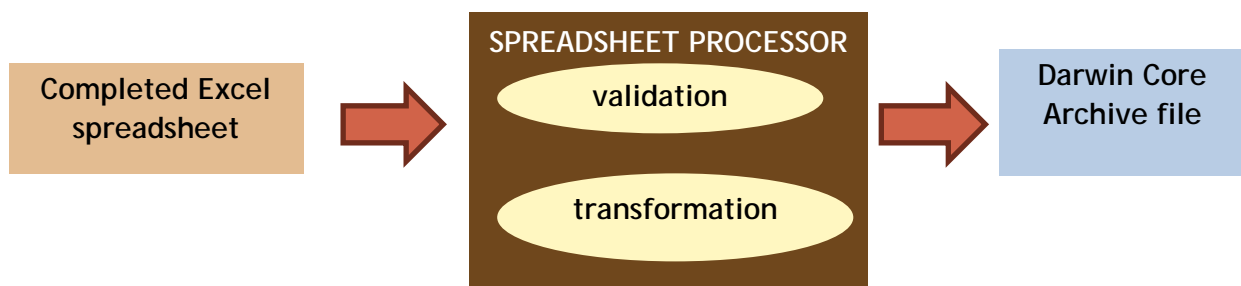 Completed Excel
spreadsheet
SPREADSHEET PROCESSOR
validation
transformation
Darwin Core
Archive file